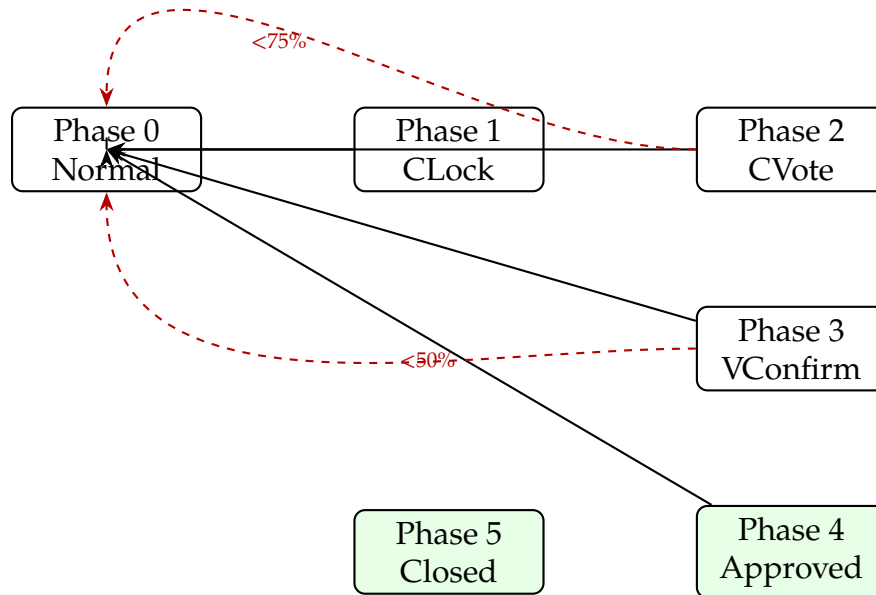 <75%
Phase 0
Normal
Phase 1
CLock
Phase 2
CVote
Phase 3
VConfirm
<50%
Phase 5
Closed
Phase 4
Approved